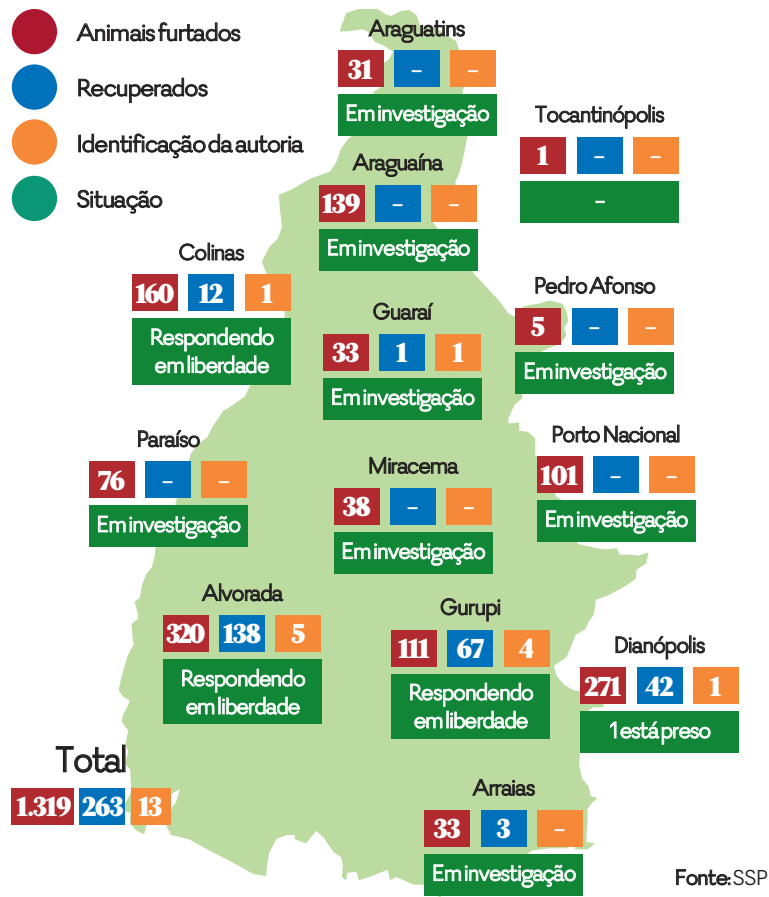 Animais furtados
Recuperados
Identificação da autoria
Situação
Araguatins
31 - -
Em investigação
Tocantinópolis
1 - -
-
Araguaína
139 - -
Em investigação
Colinas
160 12 1
Respondendo
em liberdade
Guaraí
33 1 1
Em investigação
Pedro Afonso
5 - -
Em investigação
Paraíso
76 - -
Em investigação
Miracema
38 - -
Em investigação
Porto Nacional
101 - -
Em investigação
Alvorada
320 138 5
Respondendo
em liberdade
Gurupi
111 67 4
Respondendo
em liberdade
Dianópolis
271 42 1
1 está preso
Total
1.319 263 13
Arraias
33 3 -
Em investigação
Fonte: SSP